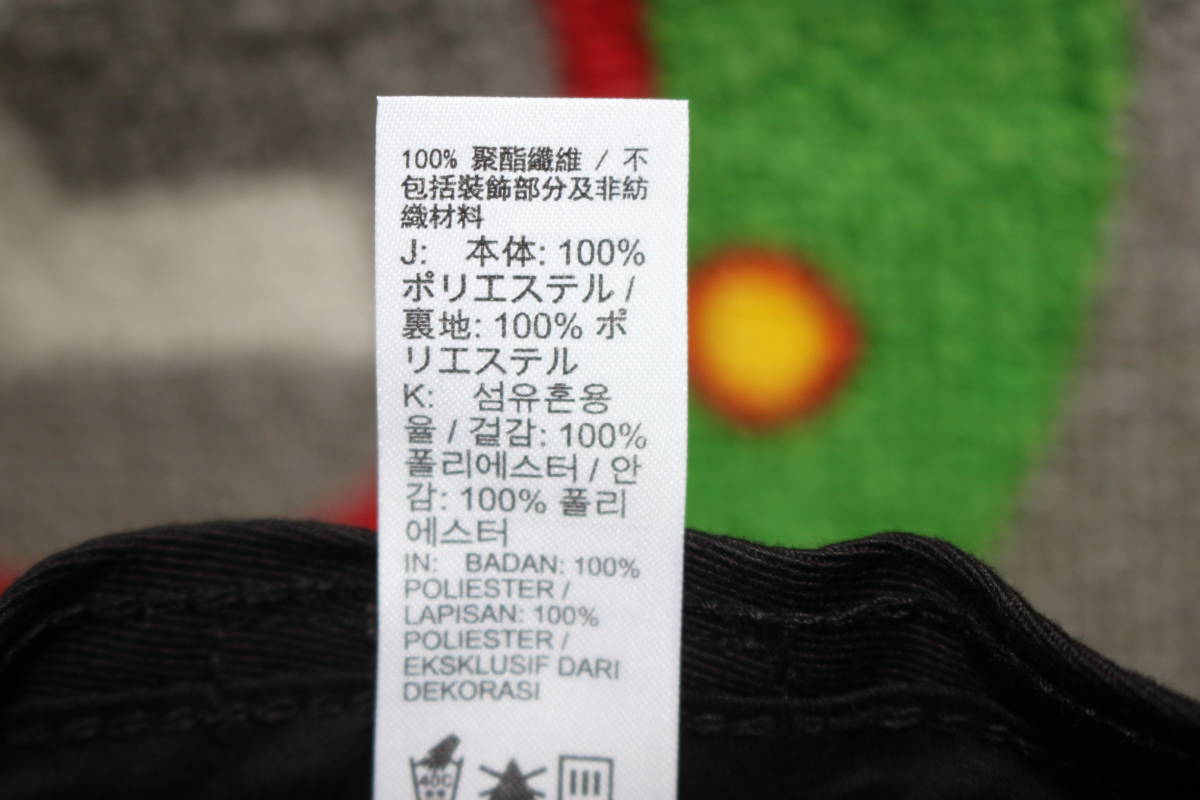 100% 聚酯纖維 / 不
包括裝飾部分及非紡
織材料
J: 本体: 100%
ポリエステル /
裏地: 100% ポ
リエステル
K: 섬유혼용
율 / 겉감: 100%
폴리에스터 / 안
감: 100% 폴리
에스터
IN: BADAN: 100%
POLIESTER /
LAPISAN: 100%
POLIESTER /
EKSKLUSIF DARI
DEKORASI
40C